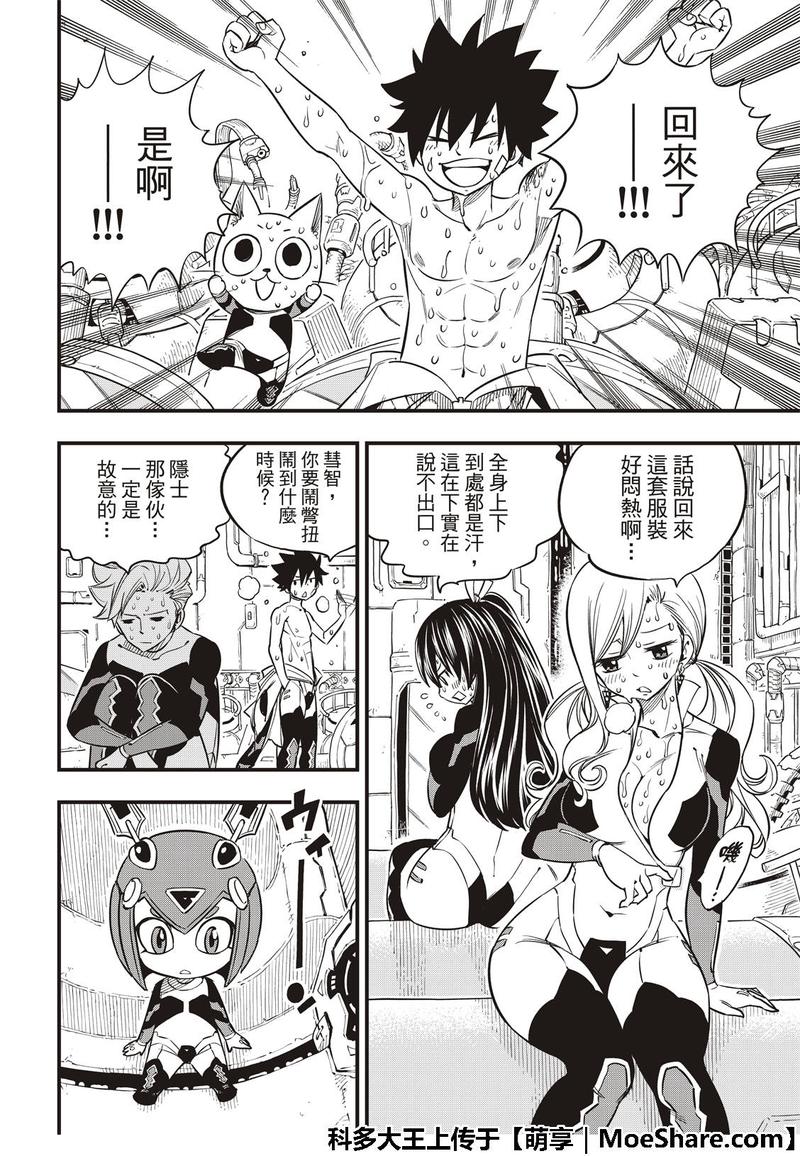 回來了
——!!!
是啊
——!!!
話說回來
這套服裝
好悶熱啊…
全身上下
到處都是汗，
這在下實在
說不出口。
嘰—
彗智，
你要鬧彆扭
鬧到什麼
時候？
隱士
那傢伙…
一定是
故意的…
ウィ—!
科多大王上传于【萌享｜MoeShare.com】